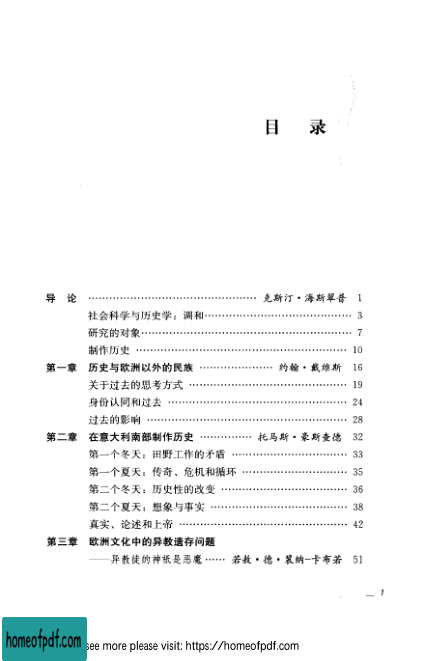 目 录
导 论 …………………………………………… 克斯汀·海斯翠普 1
社会科学与历史学：调和…………………………………… 3
研究的对象…………………………………………………… 7
制作历史 …………………………………………………… 10
第一章 历史与欧洲以外的民族 ………………… 约翰·戴维斯 16
关于过去的思考方式 ……………………………………… 19
身份认同和过去 …………………………………………… 24
过去的影响 ………………………………………………… 28
第二章 在意大利南部制作历史 …………… 托马斯·豪斯查德 32
第一个冬天：田野工作的矛盾 …………………………… 33
第一个夏天：传奇、危机和循环 ………………………… 35
第二个冬天：历史性的改变 ……………………………… 36
第二个夏天：想象与事实 ………………………………… 38
真实、论述和上帝 ………………………………………… 42
第三章 欧洲文化中的异教遗存问题
——异教徒的神祇是恶魔…… 若敖·德·裴纳-卡布若 51
1
homeofpdf.com
see more please visit: https://homeofpdf.com